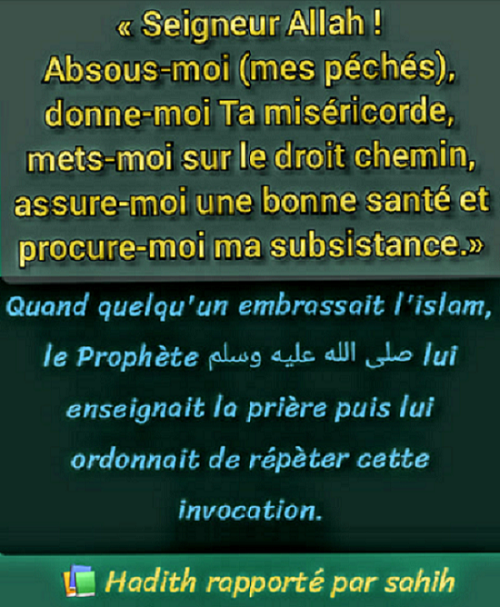 « Seigneur Allah !
Absous-moi (mes péchés),
donne-moi Ta miséricorde,
mets-moi sur le droit chemin,
assure-moi une bonne santé et
procure-moi ma subsistance.»
Quand quelqu'un embrassait l'islam,
le Prophète صلى الله عليه وسلم lui
enseignait la prière puis lui
ordonnait de répèter cette
invocation.
Hadith rapporté par sahih